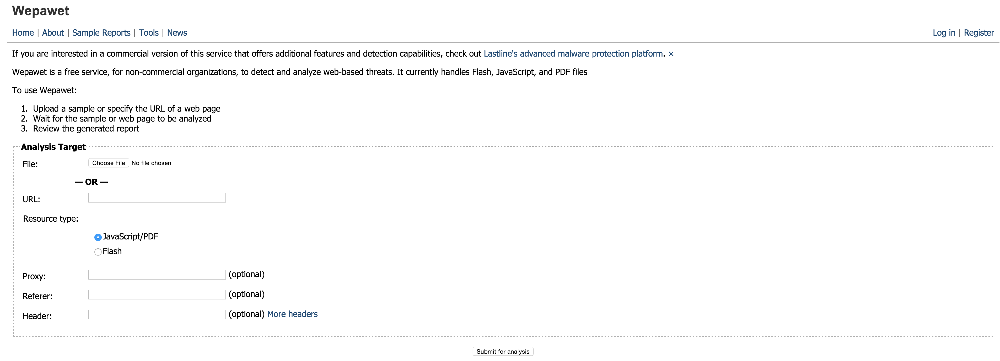 Wepawet
Home | About | Sample Reports | Tools | News
Log in | Register
If you are interested in a commercial version of this service that offers additional features and detection capabilities, check out Lastline's advanced malware protection platform. ×
Wepawet is a free service, for non-commercial organizations, to detect and analyze web-based threats. It currently handles Flash, JavaScript, and PDF files
To use Wepawet:
1. Upload a sample or specify the URL of a web page
2. Wait for the sample or web page to be analyzed
3. Review the generated report
Analysis Target
File: Choose File No file chosen
— OR —
URL:
Resource type:
JavaScript/PDF
Flash
Proxy: (optional)
Referer: (optional)
Header: (optional) More headers
Submit for analysis